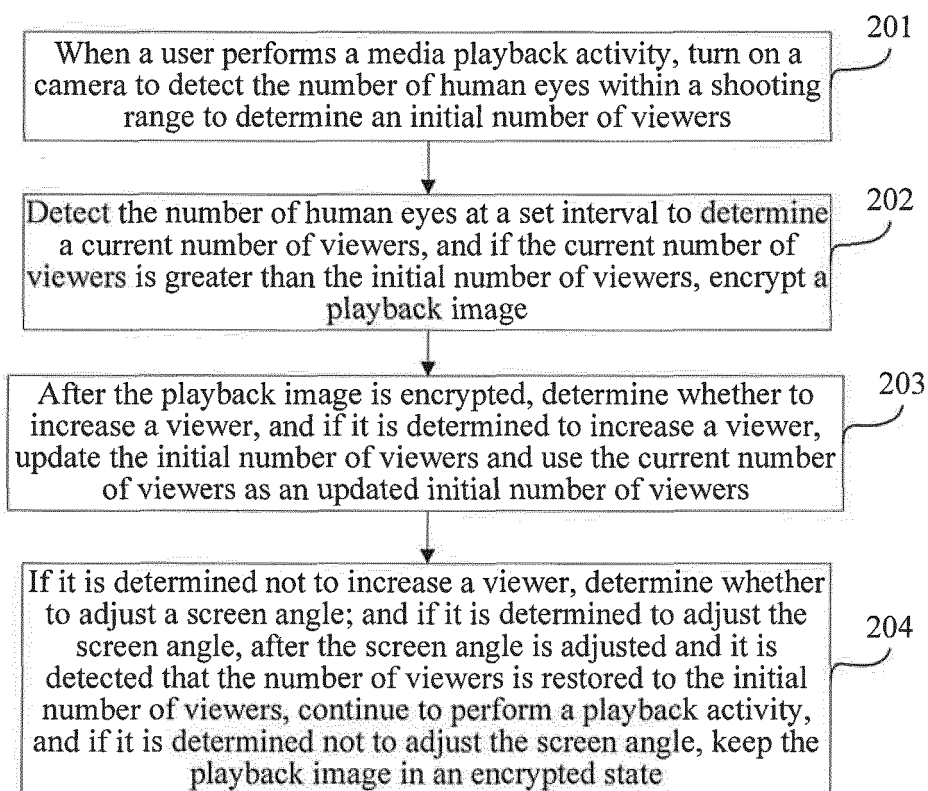 201
When a user performs a media playback activity, turn on a
camera to detect the number of human eyes within a shooting
range to determine an initial number of viewers
202
Detect the number of human eyes at a set interval to determine
a current number of viewers, and if the current number of
viewers is greater than the initial number of viewers, encrypt a
playback image
203
After the playback image is encrypted, determine whether to
increase a viewer, and if it is determined to increase a viewer,
update the initial number of viewers and use the current number
of viewers as an updated initial number of viewers
204
If it is determined not to increase a viewer, determine whether
to adjust a screen angle; and if it is determined to adjust the
screen angle, after the screen angle is adjusted and it is
detected that the number of viewers is restored to the initial
number of viewers, continue to perform a playback activity,
and if it is determined not to adjust the screen angle, keep the
playback image in an encrypted state